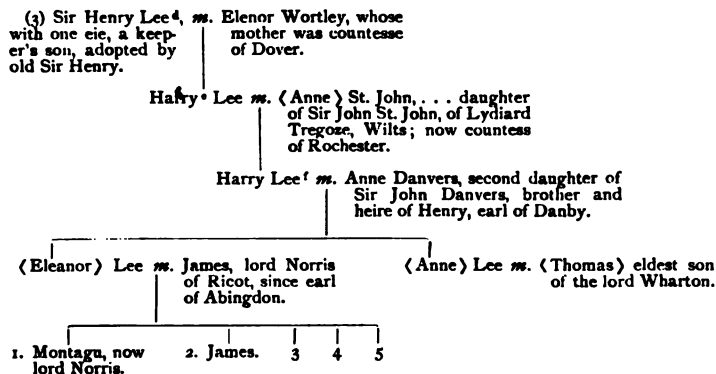 (3) Sir Henry Lee d, m. Elenor Wortley, whose
with one eie, a keep- mother was countesse
er's son, adopted by of Dover.
old Sir Henry.
Harry e Lee m. ⟨Anne⟩ St. John, . . . daughter
of Sir John St. John, of Lydiard
Tregoze, Wilts; now countess
of Rochester.
Harry Lee f m. Anne Danvers, second daughter of
Sir John Danvers, brother and
heire of Henry, earl of Danby.
⟨Eleanor⟩ Lee m. James, lord Norris ⟨Anne⟩ Lee m. ⟨Thomas⟩ eldest son
of Ricot, since earl of the lord Wharton.
of Abingdon.
1. Montagu, now 2. James. 3 4 5
lord Norris.